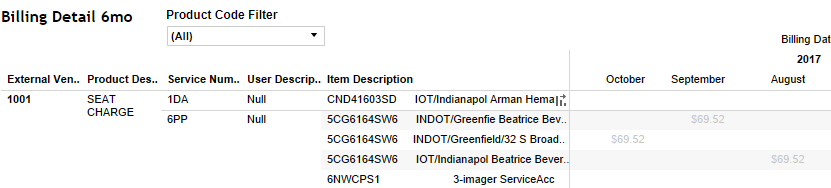 Billing Detail 6mo
Product Code Filter
(All)
Billing Dat
2017
External Ven.. Product Des.. Service Num.. User Descrip.. Item Description October September August
1001 SEAT CHARGE 1DA Null CND41603SD IOT/Indianapol Arman Hema
6PP Null 5CG6164SW6 INDOT/Greenfie Beatrice Bev.. $69.52
5CG6164SW6 INDOT/Greenfield/32 S Broad.. $69.52
5CG6164SW6 IOT/Indianapol Beatrice Bever.. $69.52
6NWCPS1 3-imager ServiceAcc